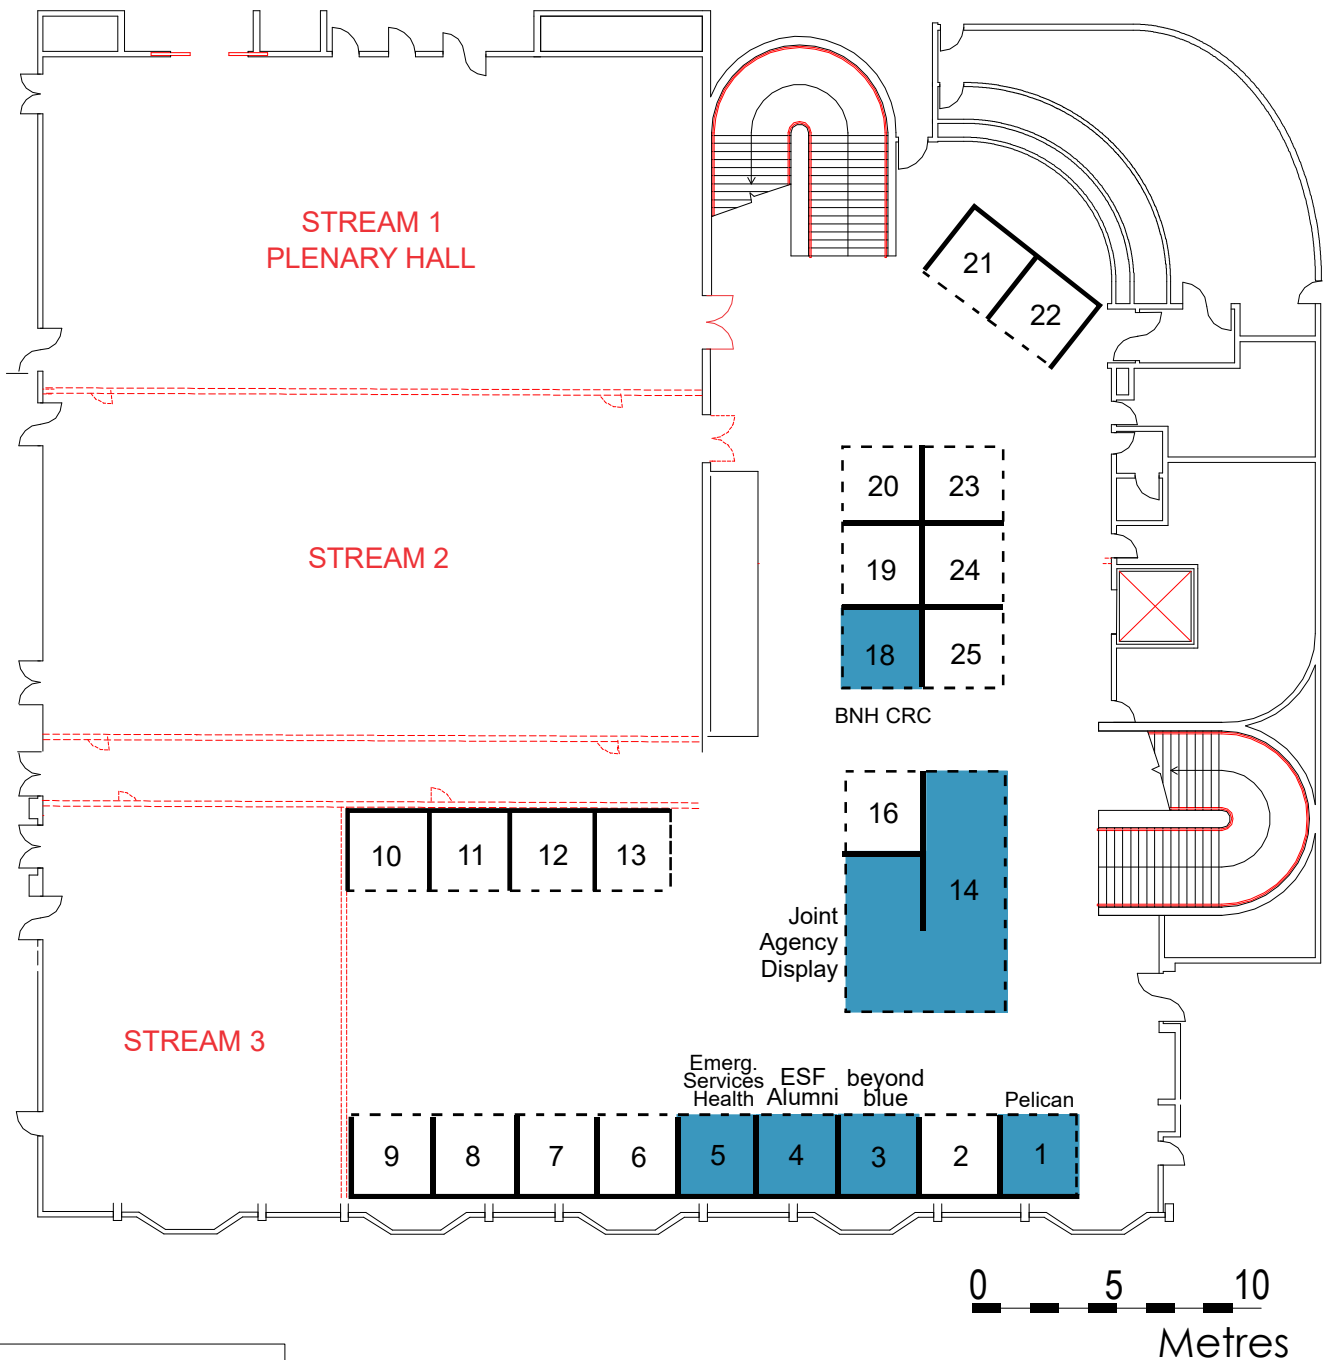 STREAM 1
PLENARY HALL
21
22
20
23
STREAM 2
19
24
18
25
BNH CRC
16
10
11
12
13
14
Joint
Agency
Display
STREAM 3
Emerg.
Services
Health
ESF
Alumni
beyond
blue
Pelican
9
8
7
6
5
4
3
2
1
0 5 10
Metres